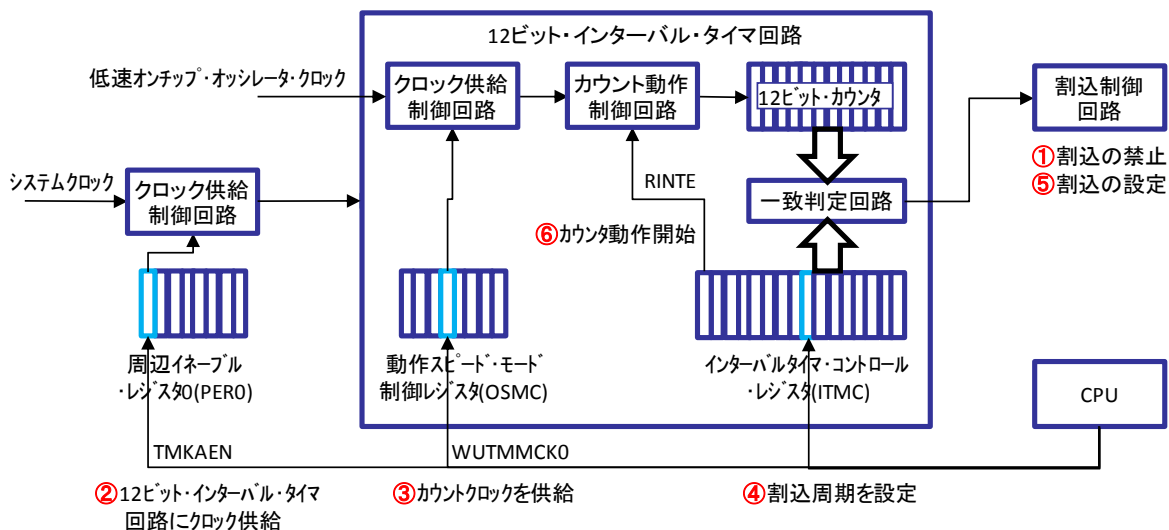 12ビット・インターバル・タイマ回路
低速オンチップ・オッシレータ・クロック
クロック供給
制御回路
カウント動作
制御回路
12ビット・カウンタ
割込制御
回路
①割込の禁止
⑤割込の設定
システムクロック
クロック供給
制御回路
RINTE
一致判定回路
⑥カウンタ動作開始
周辺イネーブル
・レジスタ0(PER0)
動作スピード・モード
制御レジスタ(OSMC)
インターバルタイマ・コントロール
・レジスタ(ITMC)
CPU
TMKAEN
WUTMMCK0
②12ビット・インターバル・タイマ
回路にクロック供給
③カウントクロックを供給
④割込周期を設定